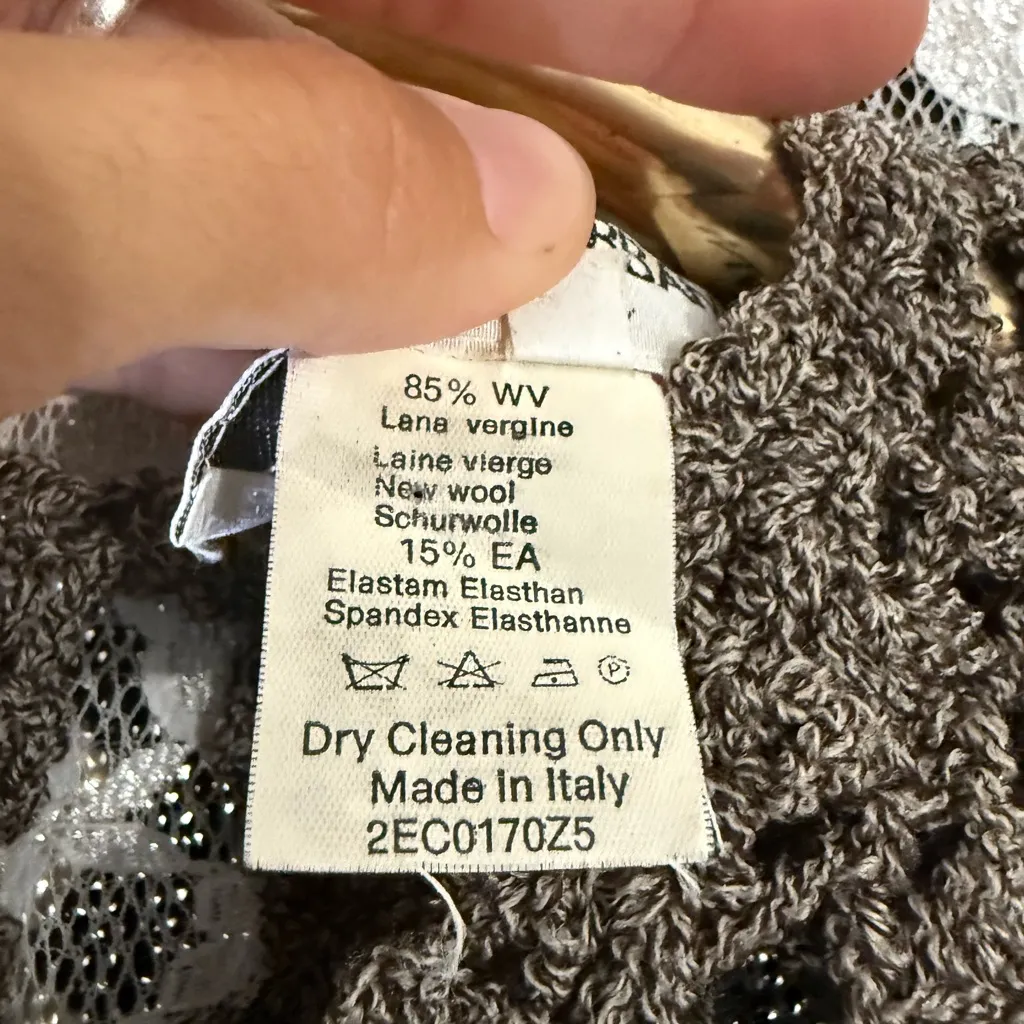 85% WV
Lana vergine
Laine vierge
New wool
Schurwolle
15% EA
Elastam Elasthan
Spandex Elasthanne
P
Dry Cleaning Only
Made in Italy
2EC0170Z5